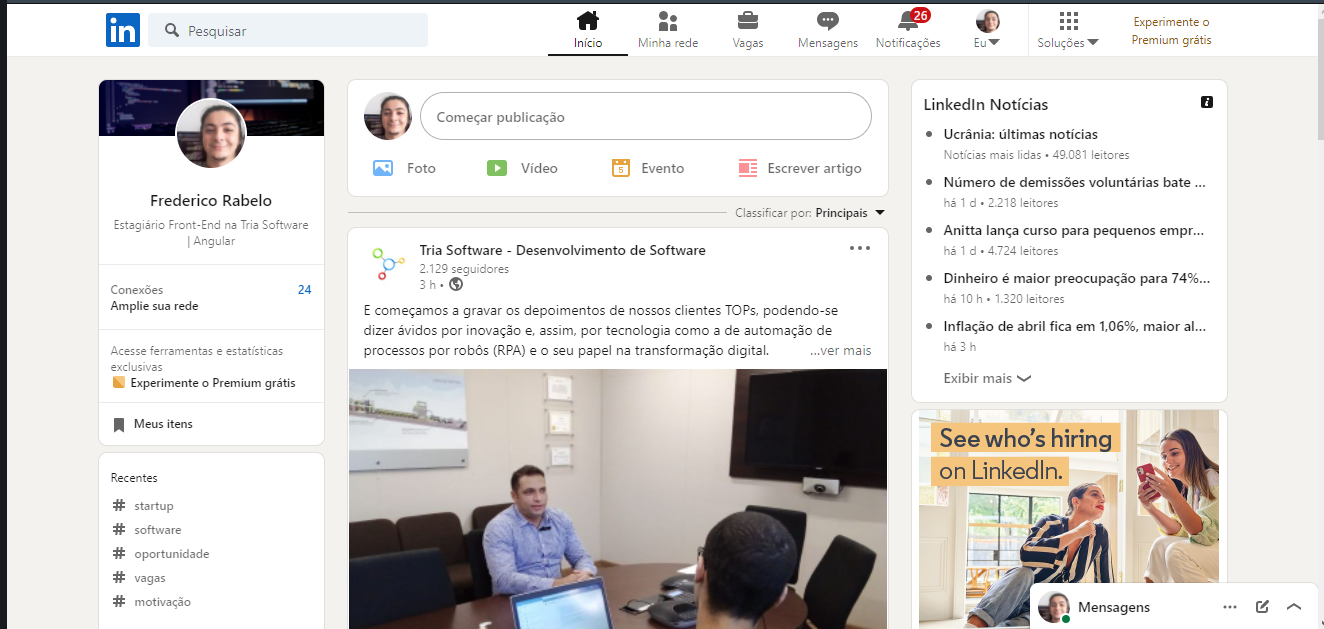 in
Pesquisar
Início
Minha rede
Vagas
Mensagens
26
Notificações
Eu
Soluções
Experimente o
Premium grátis
Frederico Rabelo
Estagiário Front-End na Tria Software
| Angular
Conexões 24
Amplie sua rede
Acesse ferramentas e estatísticas
exclusivas
Experimente o Premium grátis
Meus itens
Recentes
# startup
# software
# oportunidade
# vagas
# motivação
Começar publicação
Foto
Vídeo
5
Evento
Escrever artigo
Classificar por: Principais
Tria Software - Desenvolvimento de Software
2.129 seguidores
3 h •
E começamos a gravar os depoimentos de nossos clientes TOPs, podendo-se
dizer ávidos por inovação e, assim, por tecnologia como a de automação de
processos por robôs (RPA) e o seu papel na transformação digital. ...ver mais
LinkedIn Notícias
Ucrânia: últimas notícias
Notícias mais lidas • 49.081 leitores
Número de demissões voluntárias bate ...
há 1 d • 2.218 leitores
Anitta lança curso para pequenos empr...
há 1 d • 4.724 leitores
Dinheiro é maior preocupação para 74%...
há 10 h • 1.320 leitores
Inflação de abril fica em 1,06%, maior al...
há 3 h
Exibir mais
See who's hiring
on LinkedIn.
Mensagens